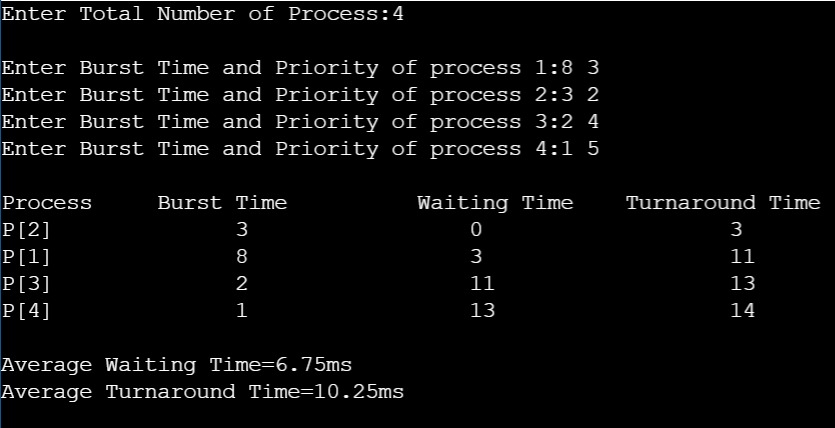 Enter Total Number of Process:4
Enter Burst Time and Priority of process 1:8 3
Enter Burst Time and Priority of process 2:3 2
Enter Burst Time and Priority of process 3:2 4
Enter Burst Time and Priority of process 4:1 5
Process Burst Time Waiting Time Turnaround Time
P[2] 3 0 3
P[1] 8 3 11
P[3] 2 11 13
P[4] 1 13 14
Average Waiting Time=6.75ms
Average Turnaround Time=10.25ms